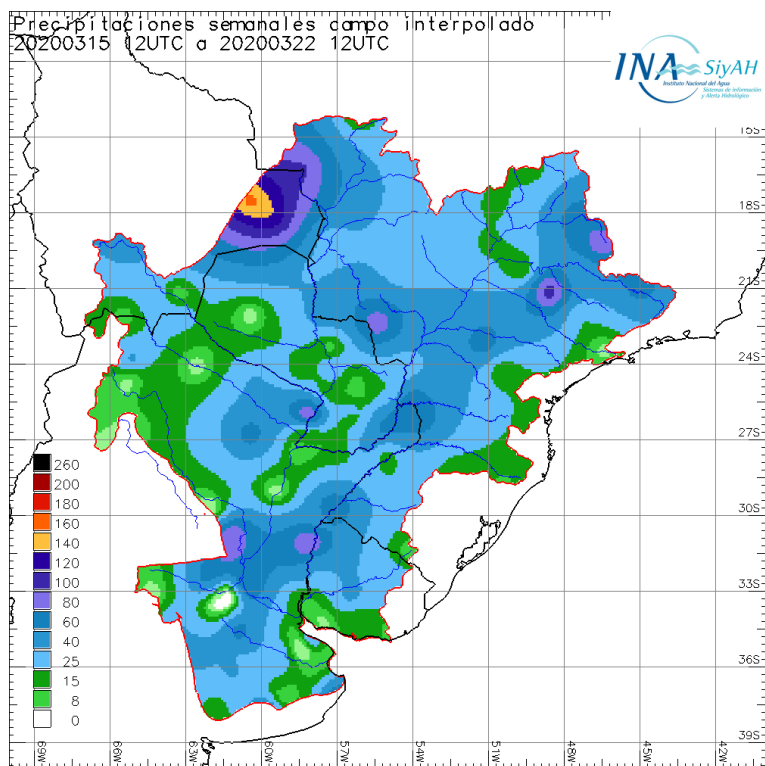 Precipitaciones semanales campo interpolado
20200315 12UTC a 20200322 12UTC
INA SiyAH
Instituto Nacional del Agua
Sistemas de información
y Alerta Hidrológico
15S
18S
21S
24S
27S
30S
33S
36S
39S
260
200
180
160
140
120
100
80
60
40
25
15
8
0
69W
66W
63W
60W
57W
54W
51W
48W
45W
42W